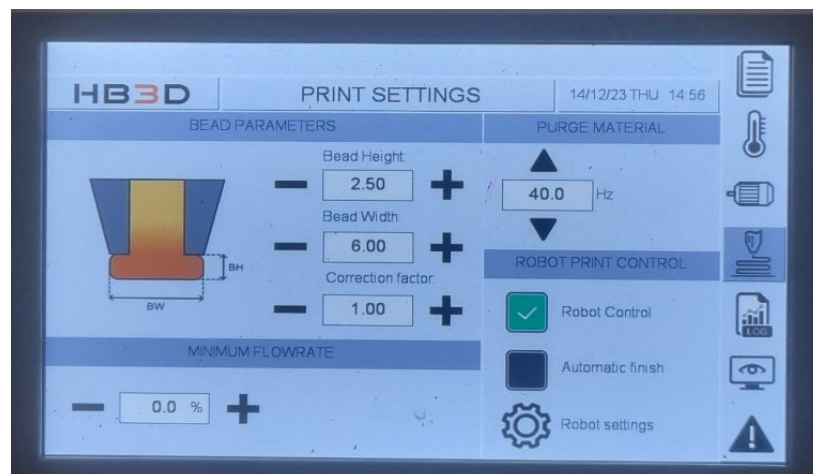 HB3D
PRINT SETTINGS
14/12/23 THU 14:56
BEAD PARAMETERS
Bead Height:
2.50
Bead Width:
6.00
Correction factor:
1.00
BH
BW
MINIMUM FLOWRATE
0.0 %
PURGE MATERIAL
40.0 Hz
ROBOT PRINT CONTROL
Robot Control
Automatic finish
Robot settings
LOG